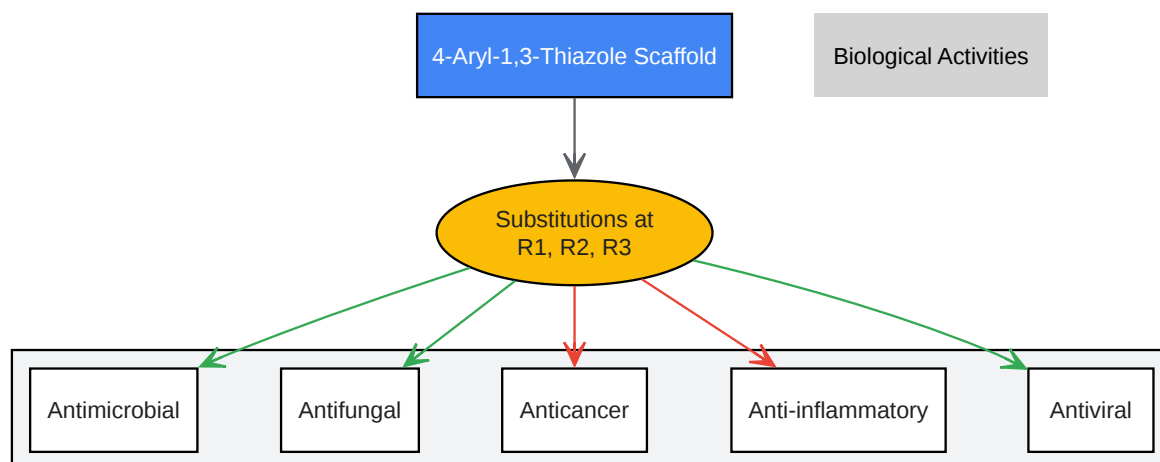 4-Aryl-1,3-Thiazole Scaffold
Biological Activities
Substitutions at
R1, R2, R3
Antimicrobial
Antifungal
Anticancer
Anti-inflammatory
Antiviral